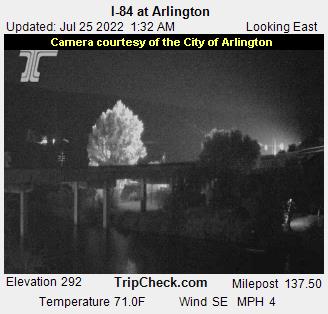 I-84 at Arlington
Updated: Jul 25 2022 1:32 AM Looking East
Camera courtesy of the City of Arlington
Elevation 292 TripCheck.com Milepost 137.50
Temperature 71.0F Wind SE MPH 4